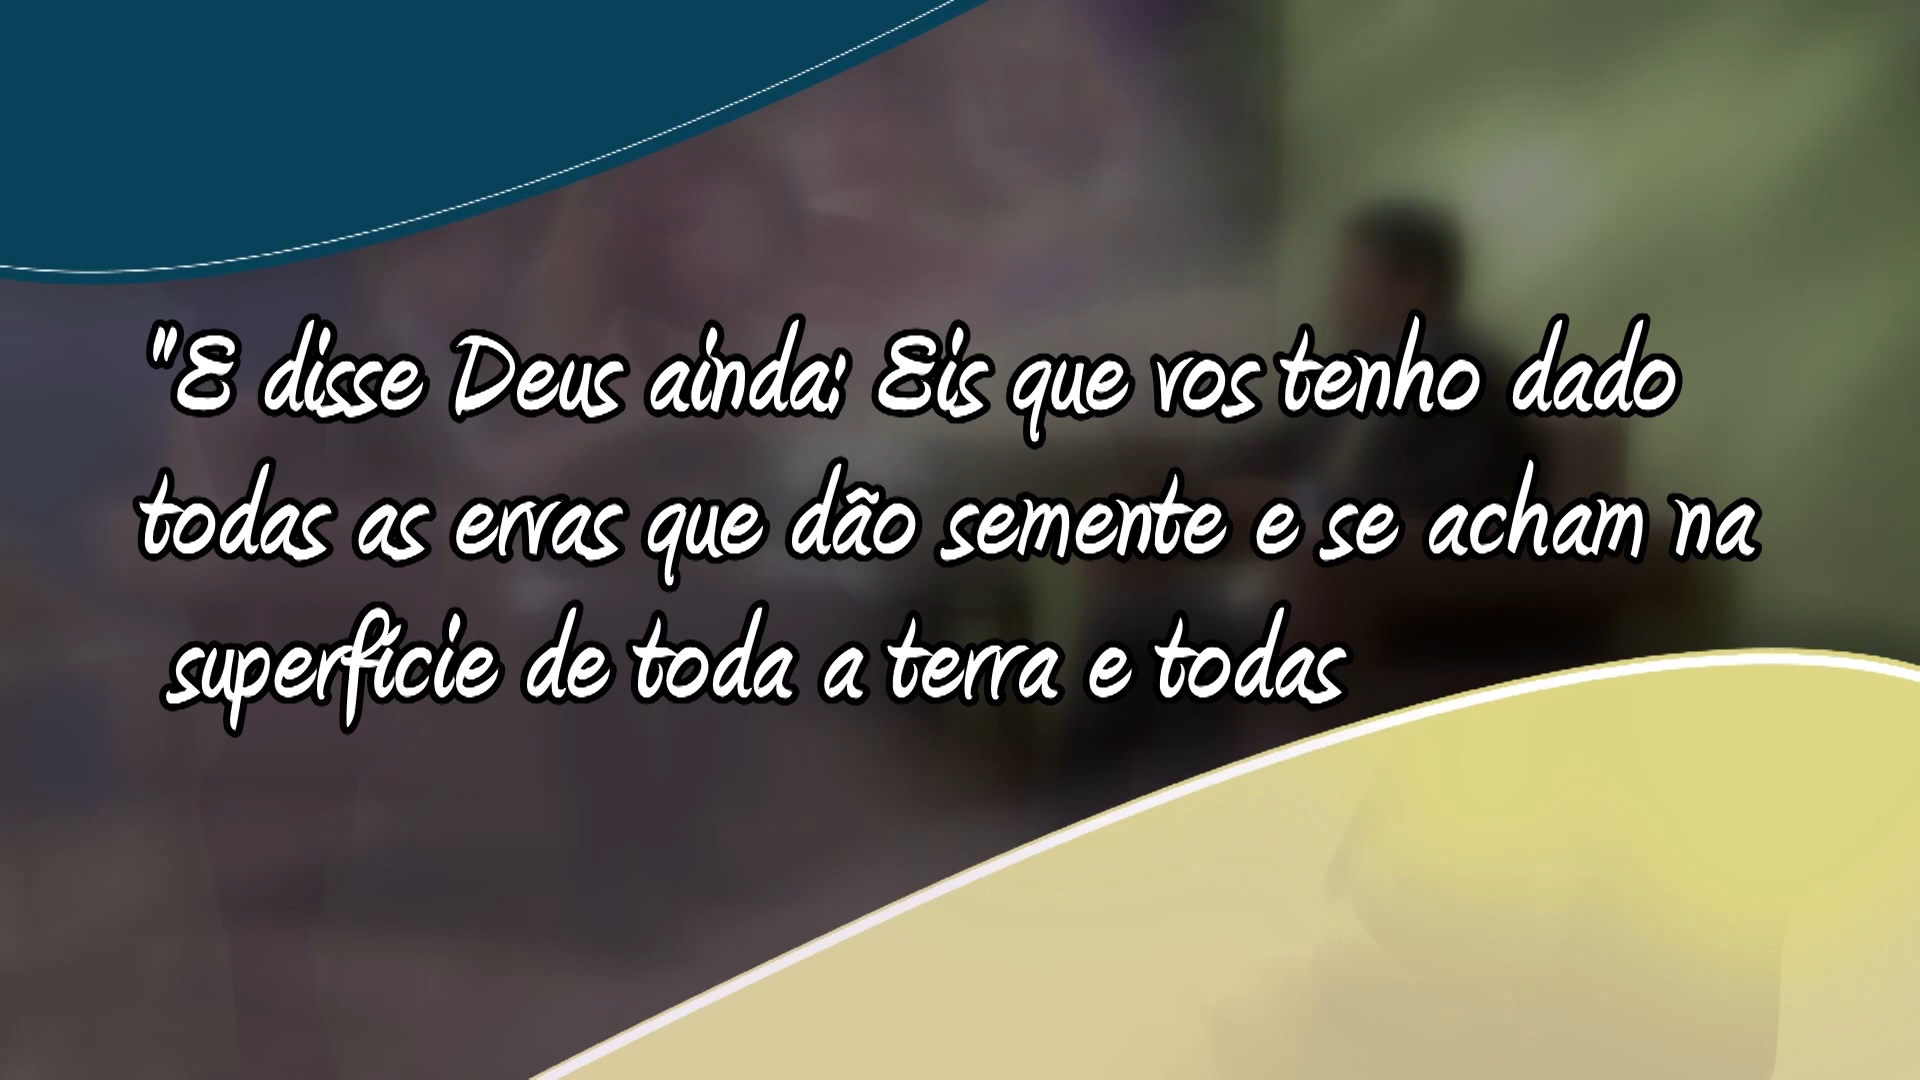 "E disse Deus ainda: Eis que vos tenho dado
todas as ervas que dão semente e se acham na
superfície de toda a terra e todas